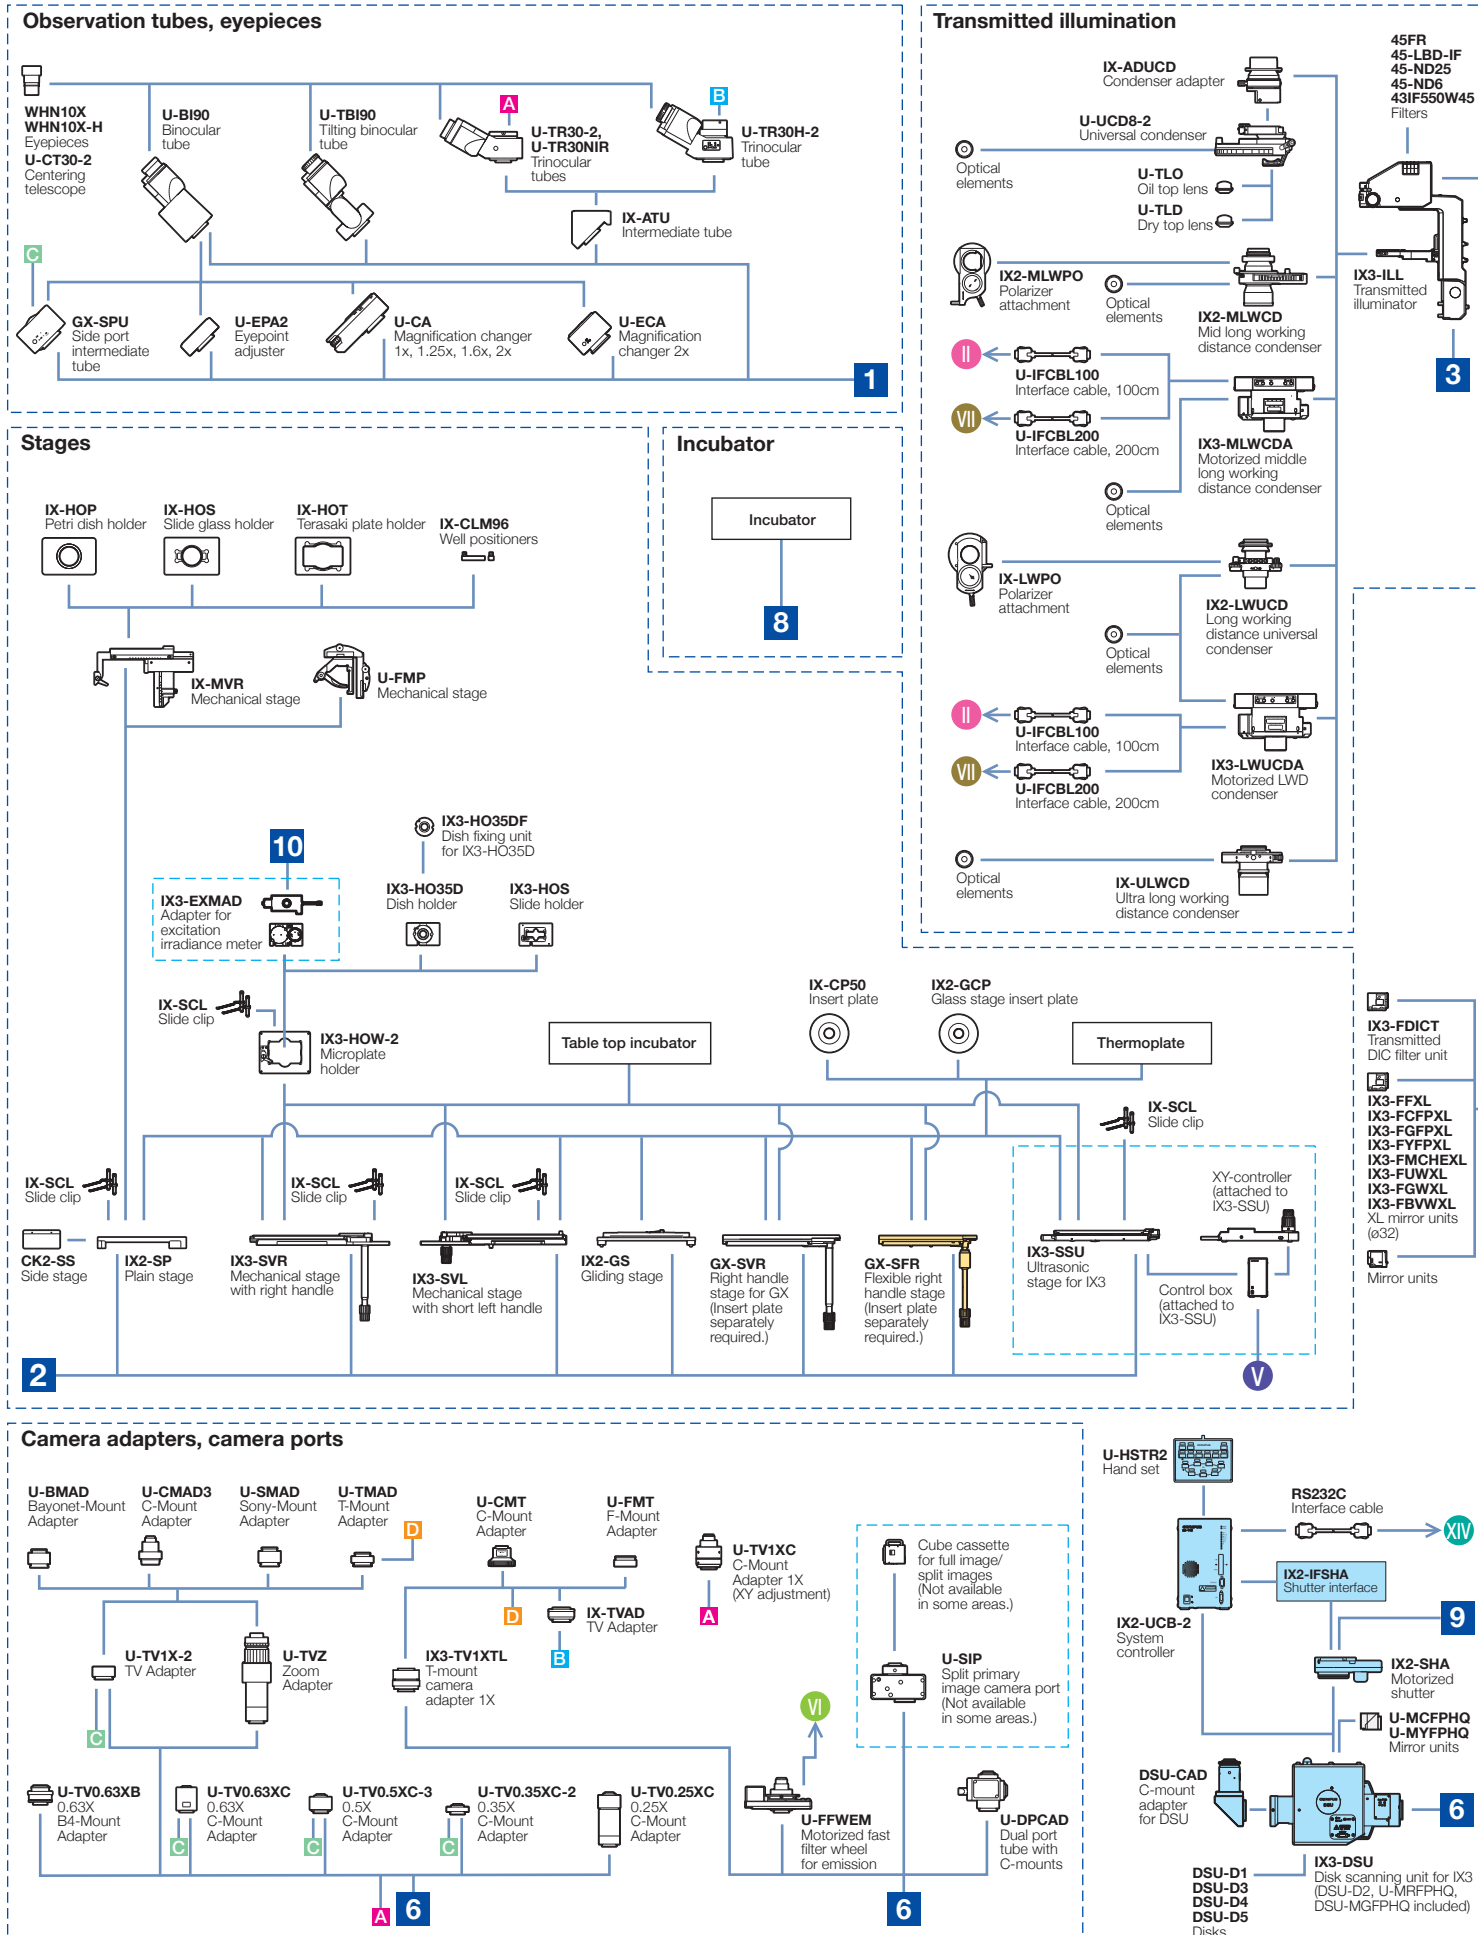 Observation tubes, eyepieces
WHN10X
WHN10X-H
Eyepieces
U-CT30-2
Centering
telescope
U-BI90
Binocular
tube
U-TBI90
Tilting binocular
tube
A
U-TR30-2,
U-TR30NIR
Trinocular
tubes
B
U-TR30H-2
Trinocular
tube
IX-ATU
Intermediate tube
C
GX-SPU
Side port
intermediate
tube
U-EPA2
Eyepoint
adjuster
U-CA
Magnification changer
1x, 1.25x, 1.6x, 2x
U-ECA
Magnification
changer 2x
1
Transmitted illumination
IX-ADUCD
Condenser adapter
U-UCD8-2
Universal condenser
Optical
elements
U-TLO
Oil top lens
U-TLD
Dry top lens
45FR
45-LBD-IF
45-ND25
45-ND6
43IF550W45
Filters
IX3-ILL
Transmitted
illuminator
3
IX2-MLWPO
Polarizer
attachment
Optical
elements
IX2-MLWCD
Mid long working
distance condenser
II
U-IFCBL100
Interface cable, 100cm
VII
U-IFCBL200
Interface cable, 200cm
IX3-MLWCDA
Motorized middle
long working
distance condenser
Optical
elements
IX-LWPO
Polarizer
attachment
IX2-LWUCD
Long working
distance universal
condenser
Optical
elements
II
U-IFCBL100
Interface cable, 100cm
VII
U-IFCBL200
Interface cable, 200cm
IX3-LWUCDA
Motorized LWD
condenser
Optical
elements
IX-ULWCD
Ultra long working
distance condenser
Stages
IX-HOP
Petri dish holder
IX-HOS
Slide glass holder
IX-HOT
Terasaki plate holder
IX-CLM96
Well positioners
IX-MVR
Mechanical stage
U-FMP
Mechanical stage
Incubator
Incubator
8
10
IX3-EXMAD
Adapter for
excitation
irradiance meter
IX3-HO35DF
Dish fixing unit
for IX3-HO35D
IX3-HO35D
Dish holder
IX3-HOS
Slide holder
IX-SCL
Slide clip
IX3-HOW-2
Microplate
holder
Table top incubator
IX-CP50
Insert plate
IX2-GCP
Glass stage insert plate
Thermoplate
IX-SCL
Slide clip
IX-SCL
Slide clip
IX-SCL
Slide clip
IX-SCL
Slide clip
XY-controller
(attached to
IX3-SSU)
CK2-SS
Side stage
IX2-SP
Plain stage
IX3-SVR
Mechanical stage
with right handle
IX3-SVL
Mechanical stage
with short left handle
IX2-GS
Gliding stage
GX-SVR
Right handle
stage for GX
(Insert plate
separately
required.)
GX-SFR
Flexible right
handle stage
(Insert plate
separately
required.)
IX3-SSU
Ultrasonic
stage for IX3
Control box
(attached to
IX3-SSU)
2
V
IX3-FDICT
Transmitted
DIC filter unit
IX3-FFXL
IX3-FCFPXL
IX3-FGFPXL
IX3-FYFPXL
IX3-FMCHEXL
IX3-FUWXL
IX3-FGWXL
IX3-FBVWXL
XL mirror units
(ø32)
Mirror units
Camera adapters, camera ports
U-BMAD
Bayonet-Mount
Adapter
U-CMAD3
C-Mount
Adapter
U-SMAD
Sony-Mount
Adapter
U-TMAD
T-Mount
Adapter
D
U-CMT
C-Mount
Adapter
U-FMT
F-Mount
Adapter
U-TV1XC
C-Mount
Adapter 1X
(XY adjustment)
A
D
IX-TVAD
TV Adapter
B
Cube cassette
for full image/
split images
(Not available
in some areas.)
U-SIP
Split primary
image camera port
(Not available
in some areas.)
U-TV1X-2
TV Adapter
C
U-TVZ
Zoom
Adapter
IX3-TV1XTL
T-mount
camera
adapter 1X
VI
U-TV0.63XB
0.63X
B4-Mount
Adapter
U-TV0.63XC
0.63X
C-Mount
Adapter
C
U-TV0.5XC-3
0.5X
C-Mount
Adapter
C
U-TV0.35XC-2
0.35X
C-Mount
Adapter
C
U-TV0.25XC
0.25X
C-Mount
Adapter
U-FFWEM
Motorized fast
filter wheel
for emission
U-DPCAD
Dual port
tube with
C-mounts
A
6
6
U-HSTR2
Hand set
RS232C
Interface cable
XIV
IX2-IFSHA
Shutter interface
IX2-UCB-2
System
controller
9
IX2-SHA
Motorized
shutter
U-MCFPHQ
U-MYFPHQ
Mirror units
DSU-CAD
C-mount
adapter
for DSU
6
DSU-D1
DSU-D3
DSU-D4
DSU-D5
Disks
IX3-DSU
Disk scanning unit for IX3
(DSU-D2, U-MRFPHQ,
DSU-MGFPHQ included)